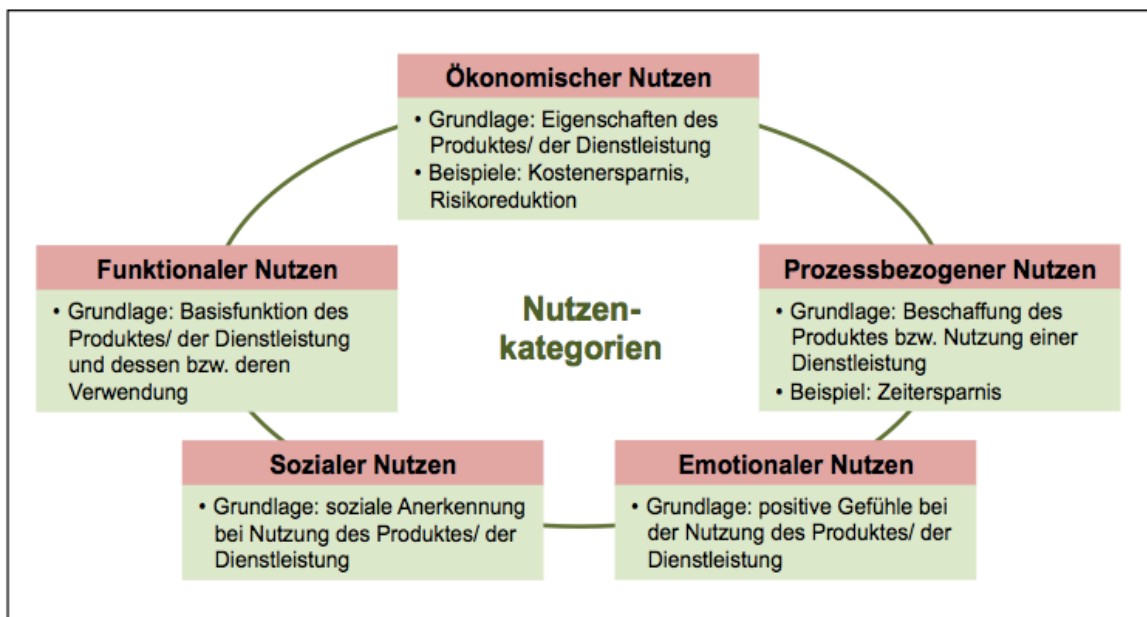 Ökonomischer Nutzen
• Grundlage: Eigenschaften des
Produktes/ der Dienstleistung
• Beispiele: Kostenersparnis,
Risikoreduktion
Funktionaler Nutzen
• Grundlage: Basisfunktion des
Produktes/ der Dienstleistung
und dessen bzw. deren
Verwendung
Nutzen-
kategorien
Prozessbezogener Nutzen
• Grundlage: Beschaffung des
Produktes bzw. Nutzung einer
Dienstleistung
• Beispiel: Zeitersparnis
Sozialer Nutzen
• Grundlage: soziale Anerkennung
bei Nutzung des Produktes/ der
Dienstleistung
Emotionaler Nutzen
• Grundlage: positive Gefühle bei
der Nutzung des Produktes/ der
Dienstleistung